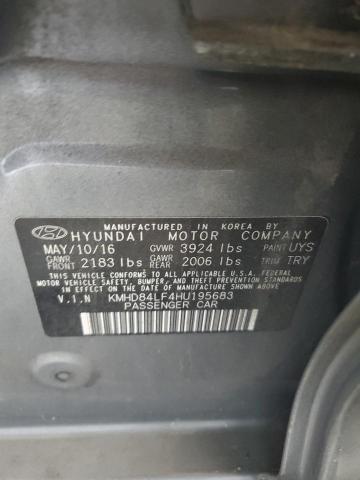 MANUFACTURED IN KOREA BY
HYUNDAI MOTOR COMPANY
MAY/10/16 GVWR 3924 lbs PAINT UYS
GAWR FRONT 2183 lbs GAWR REAR 2006 lbs TRIM TRY
THIS VEHICLE CONFORMS TO ALL APPLICABLE U.S.A. FEDERAL
MOTOR VEHICLE SAFETY, BUMPER, AND THEFT PREVENTION STANDARDS
IN EFFECT ON THE DATE OF MANUFACTURE SHOWN ABOVE.
V.I.N KMHD84LF4HU195683
PASSENGER CAR